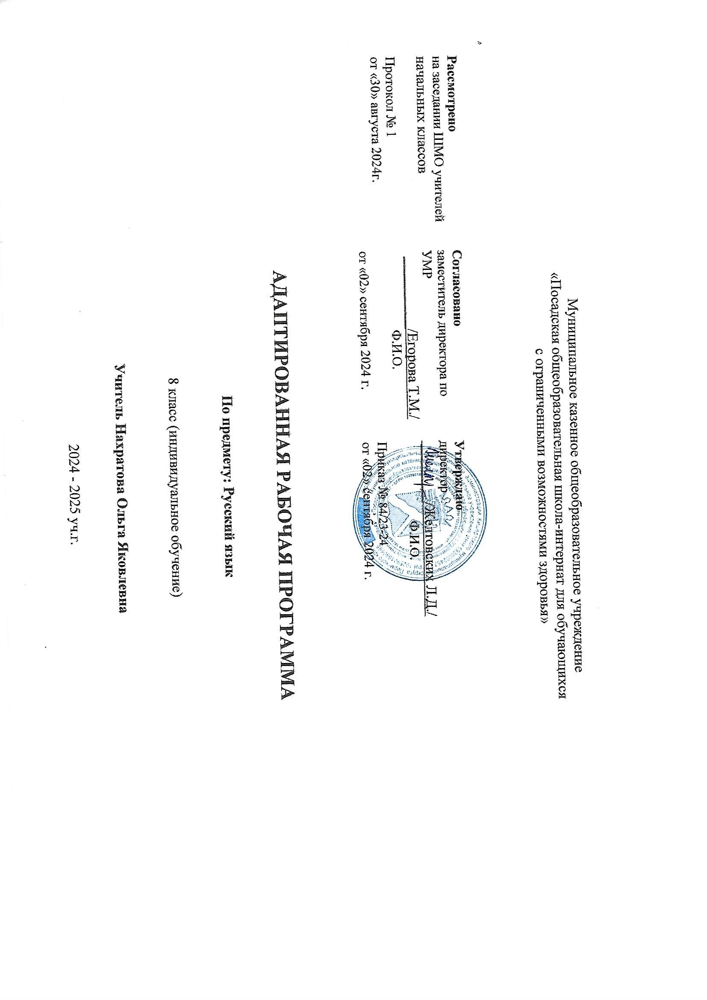 Муниципальное казенное общеобразовательное учреждение
«Посадская общеобразовательная школа-интернат для обучающихся
с ограниченными возможностями здоровья»
Рассмотрено
на заседании ШМО учителей
начальных классов
Протокол № 1
от «30» августа 2024г.
Согласовано
заместитель директора по
УМР
/Егорова Т.М./
Ф.И.О.
от «02» сентября 2024 г.
Утверждаю
директор
/Желтовских Л.Д./
Ф.И.О.
Приказ № 84/23-24
от «02» сентября 2024 г.
АДАПТИРОВАННАЯ РАБОЧАЯ ПРОГРАММА
По предмету: Русский язык
8 класс (индивидуальное обучение)
Учитель Нахратова Ольга Яковлевна
2024 - 2025 уч.г.